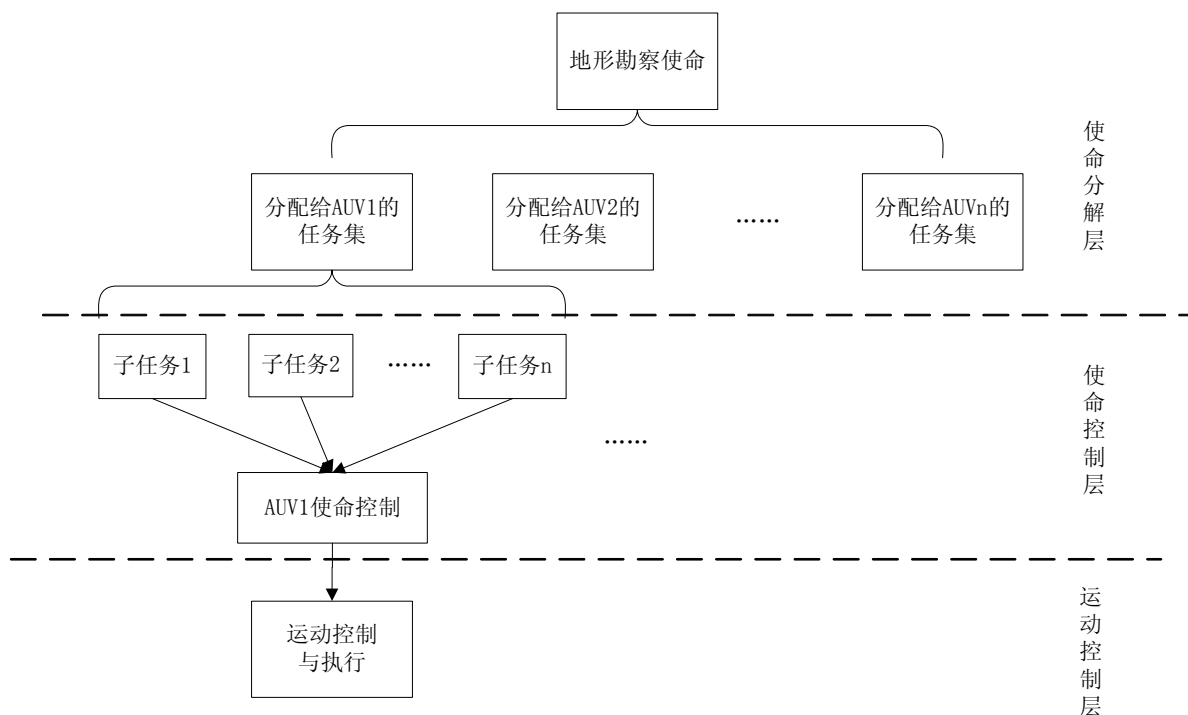 地形勘察使命
分配给AUV1的
任务集
分配给AUV2的
任务集
……
分配给AUVn的
任务集
使命分解层
子任务1
子任务2
……
子任务n
……
AUV1使命控制
使命控制层
运动控制
与执行
运动控制层